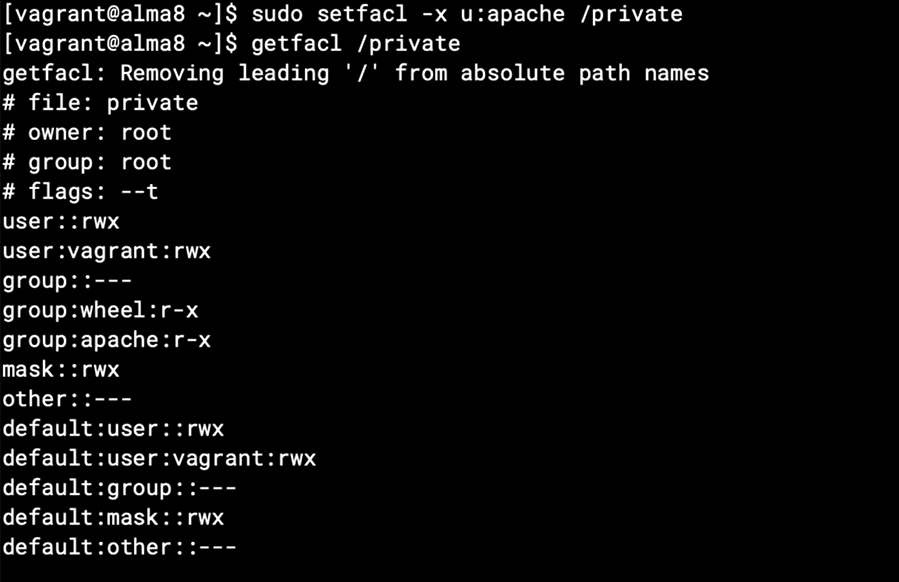 [vagrant@alma8 ~]$ sudo setfacl -x u:apache /private
[vagrant@alma8 ~]$ getfacl /private
getfacl: Removing leading '/' from absolute path names
# file: private
# owner: root
# group: root
# flags: --t
user::rwx
user:vagrant:rwx
group::---
group:wheel:r-x
group:apache:r-x
mask::rwx
other::---
default:user::rwx
default:user:vagrant:rwx
default:group::---
default:mask::rwx
default:other::---